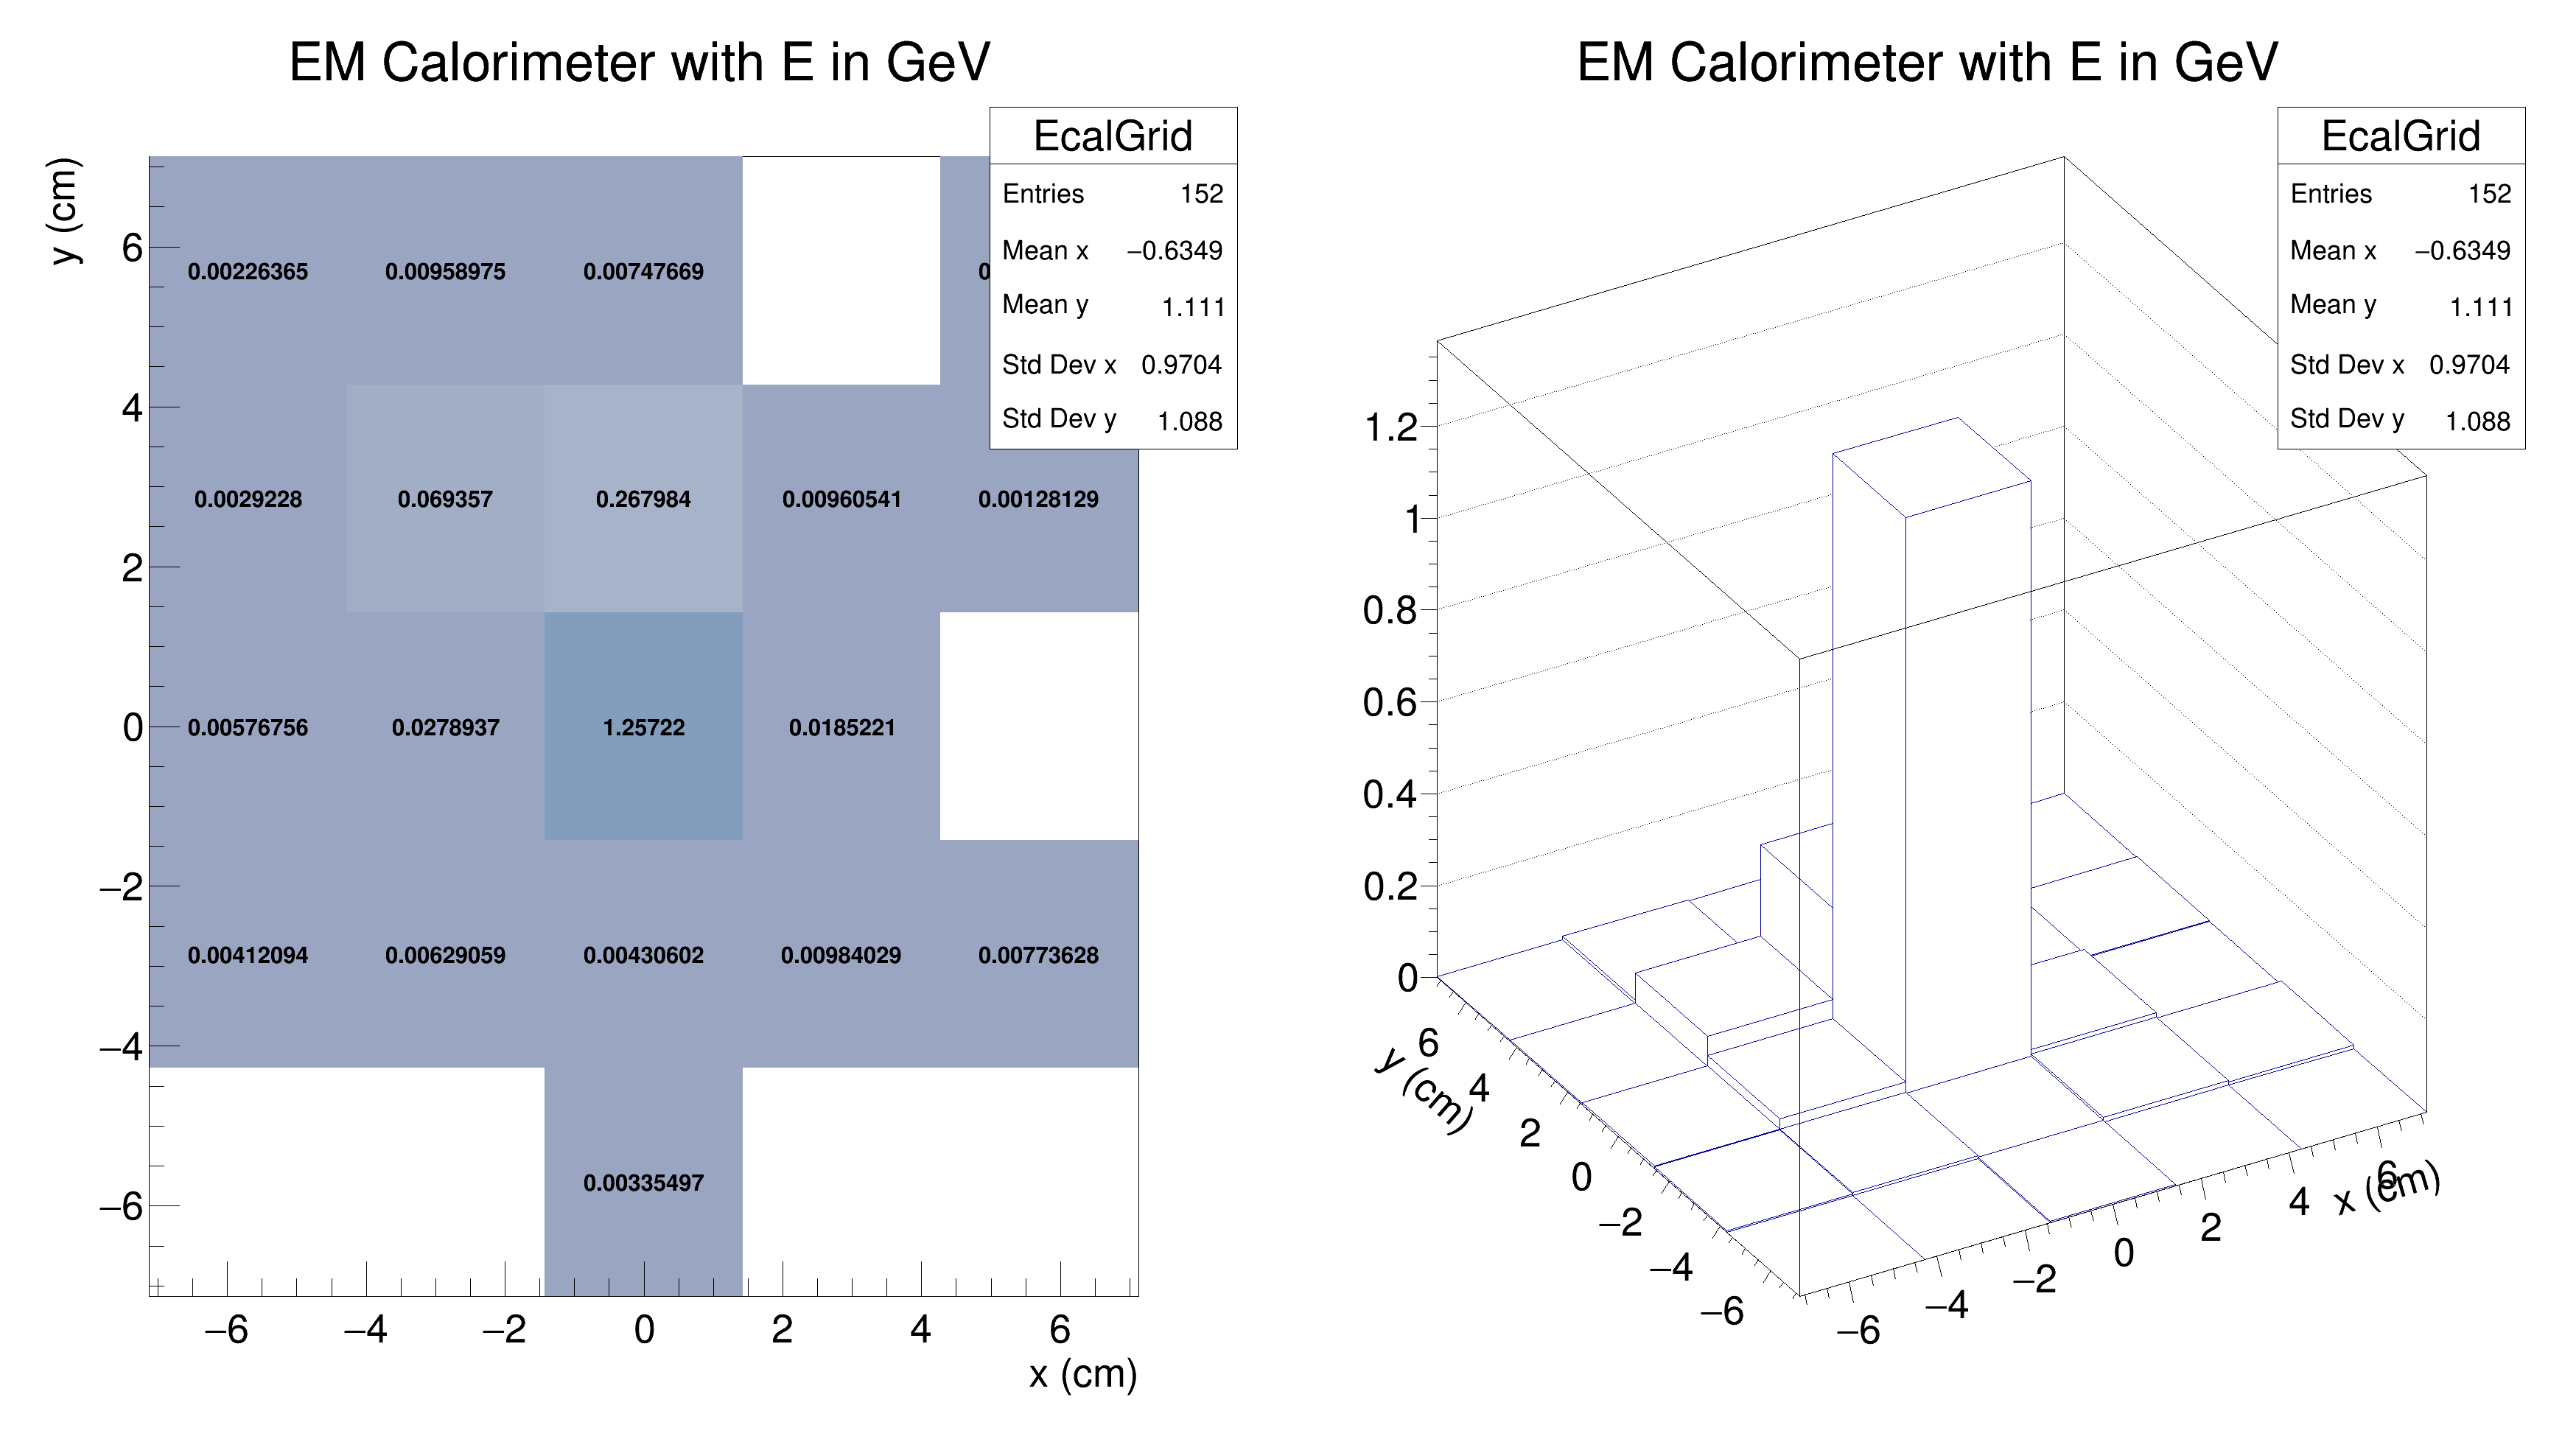 EM Calorimeter with E in GeV
EcalGrid
Entries 152
Mean x −0.6349
Mean y 1.111
Std Dev x 0.9704
Std Dev y 1.088
y (cm)
6
4
2
0
−2
−4
−6
0.00226365 0.00958975 0.00747669
0.0029228 0.069357 0.267984 0.00960541 0.00128129
0.00576756 0.0278937 1.25722 0.0185221
0.00412094 0.00629059 0.00430602 0.00984029 0.00773628
0.00335497
−6 −4 −2 0 2 4 6
x (cm)
EM Calorimeter with E in GeV
EcalGrid
Entries 152
Mean x −0.6349
Mean y 1.111
Std Dev x 0.9704
Std Dev y 1.088
1.2
1
0.8
0.6
0.4
0.2
0
y (cm)
6
4
2
0
−2
−4
−6
−6 −4 −2 0 2 4 6
x (cm)